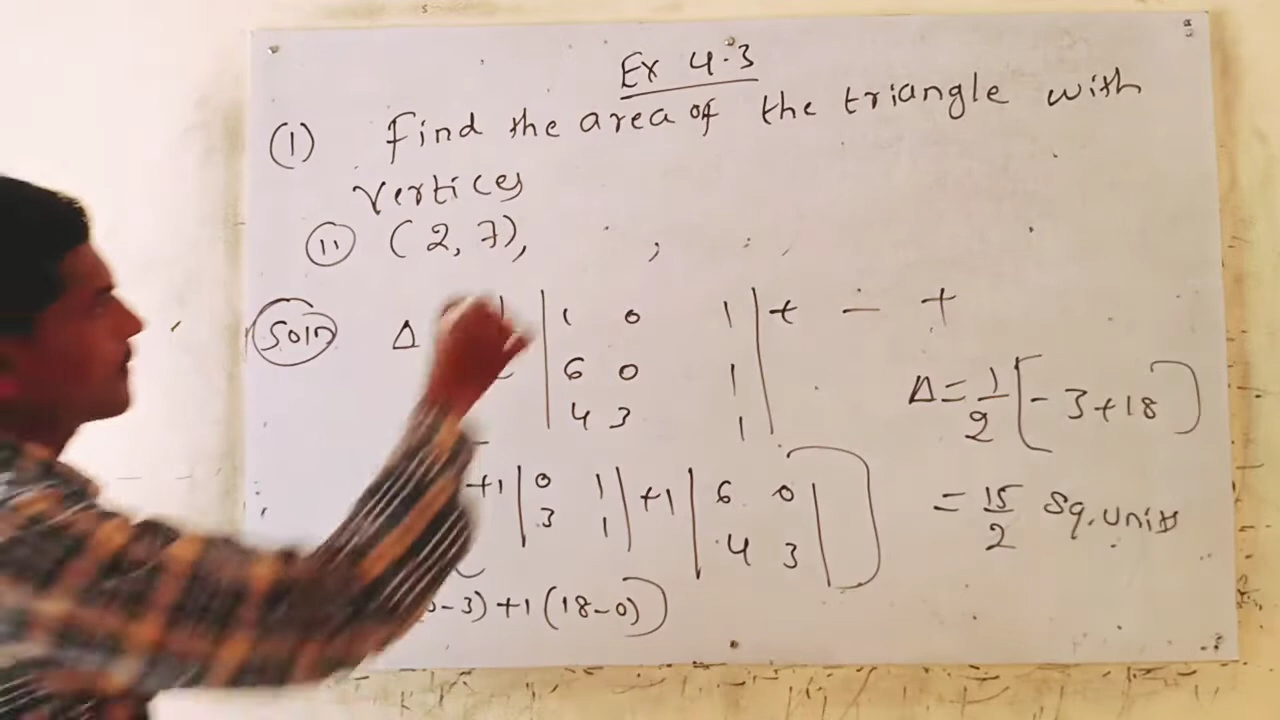 Ex 4.3
(1) Find the area of the triangle with
vertices
(ii) (2, 7), , 
Soln Δ 1 | 1 0 1 | + - +
6 0 1
4 3 1
Δ = 1/2 [ - 3 + 18 ]
+1 | 0 1 | +1 | 6 0 | ]
3 1 4 3
= 15/2 Sq. units
-3) +1 (18-0) ]